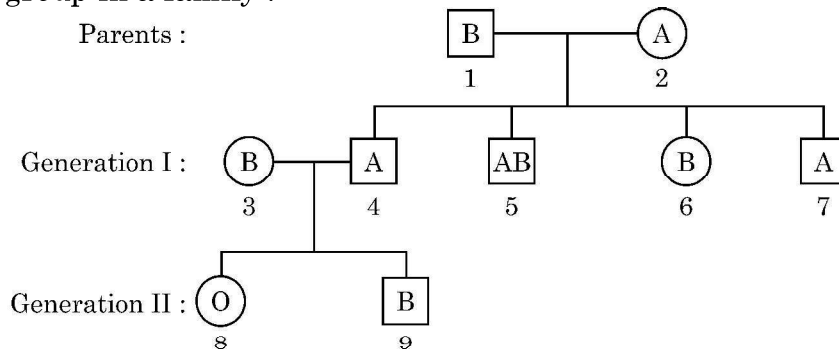 group in a family :
Parents :
B A
1 2
Generation I :
B A AB B A
3 4 5 6 7
Generation II :
O B
8 9